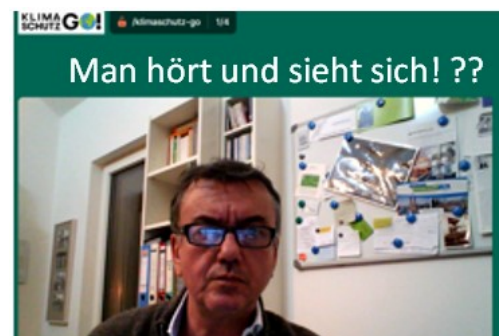 KLIMA
SCHUTZ GO!
/klimaschutz-go 1/4
Man hört und sieht sich! ??